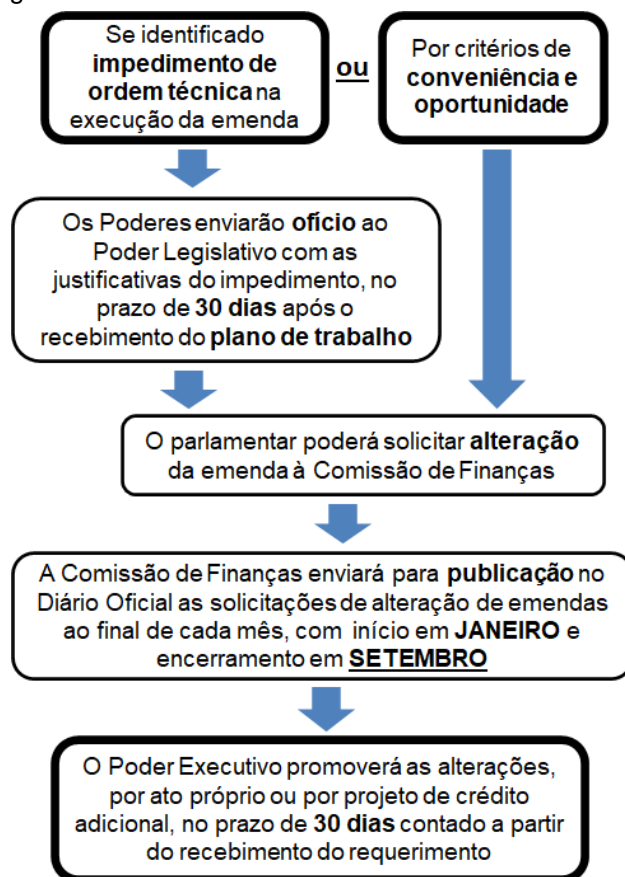 Se identificado
impedimento de
ordem técnica na
execução da emenda
ou
Por critérios de
conveniência e
oportunidade
Os Poderes enviarão ofício ao
Poder Legislativo com as
justificativas do impedimento, no
prazo de 30 dias após o
recebimento do plano de trabalho
O parlamentar poderá solicitar alteração
da emenda à Comissão de Finanças
A Comissão de Finanças enviará para publicação no
Diário Oficial as solicitações de alteração de emendas
ao final de cada mês, com início em JANEIRO e
encerramento em SETEMBRO
O Poder Executivo promoverá as alterações,
por ato próprio ou por projeto de crédito
adicional, no prazo de 30 dias contado a partir
do recebimento do requerimento